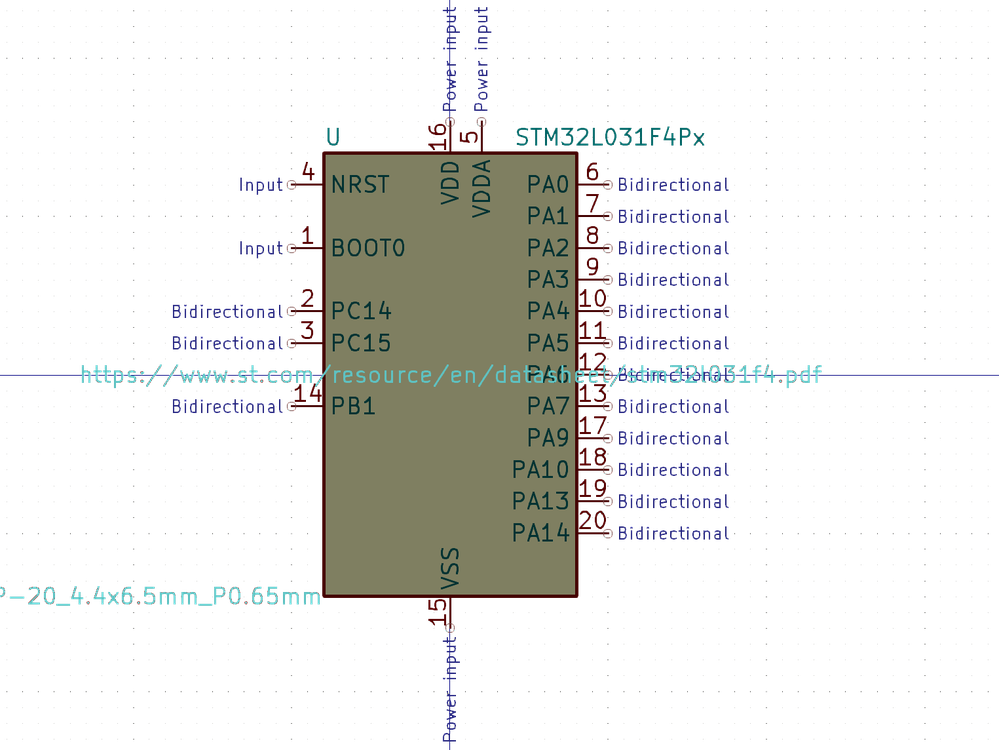 Power input
Power input
16
5
U
STM32L031F4Px
VDD
VDDA
Input 4 NRST
PA0 6 Bidirectional
PA1 7 Bidirectional
Input 1 BOOT0
PA2 8 Bidirectional
PA3 9 Bidirectional
Bidirectional 2 PC14
PA4 10 Bidirectional
Bidirectional 3 PC15
PA5 11 Bidirectional
https://www.st.com/resource/en/datasheet/stm32l031f4.pdf
PA6 12 Bidirectional
Bidirectional 14 PB1
PA7 13 Bidirectional
PA9 17 Bidirectional
PA10 18 Bidirectional
PA13 19 Bidirectional
PA14 20 Bidirectional
VSS
P-20_4.4x6.5mm_P0.65mm
15
Power input